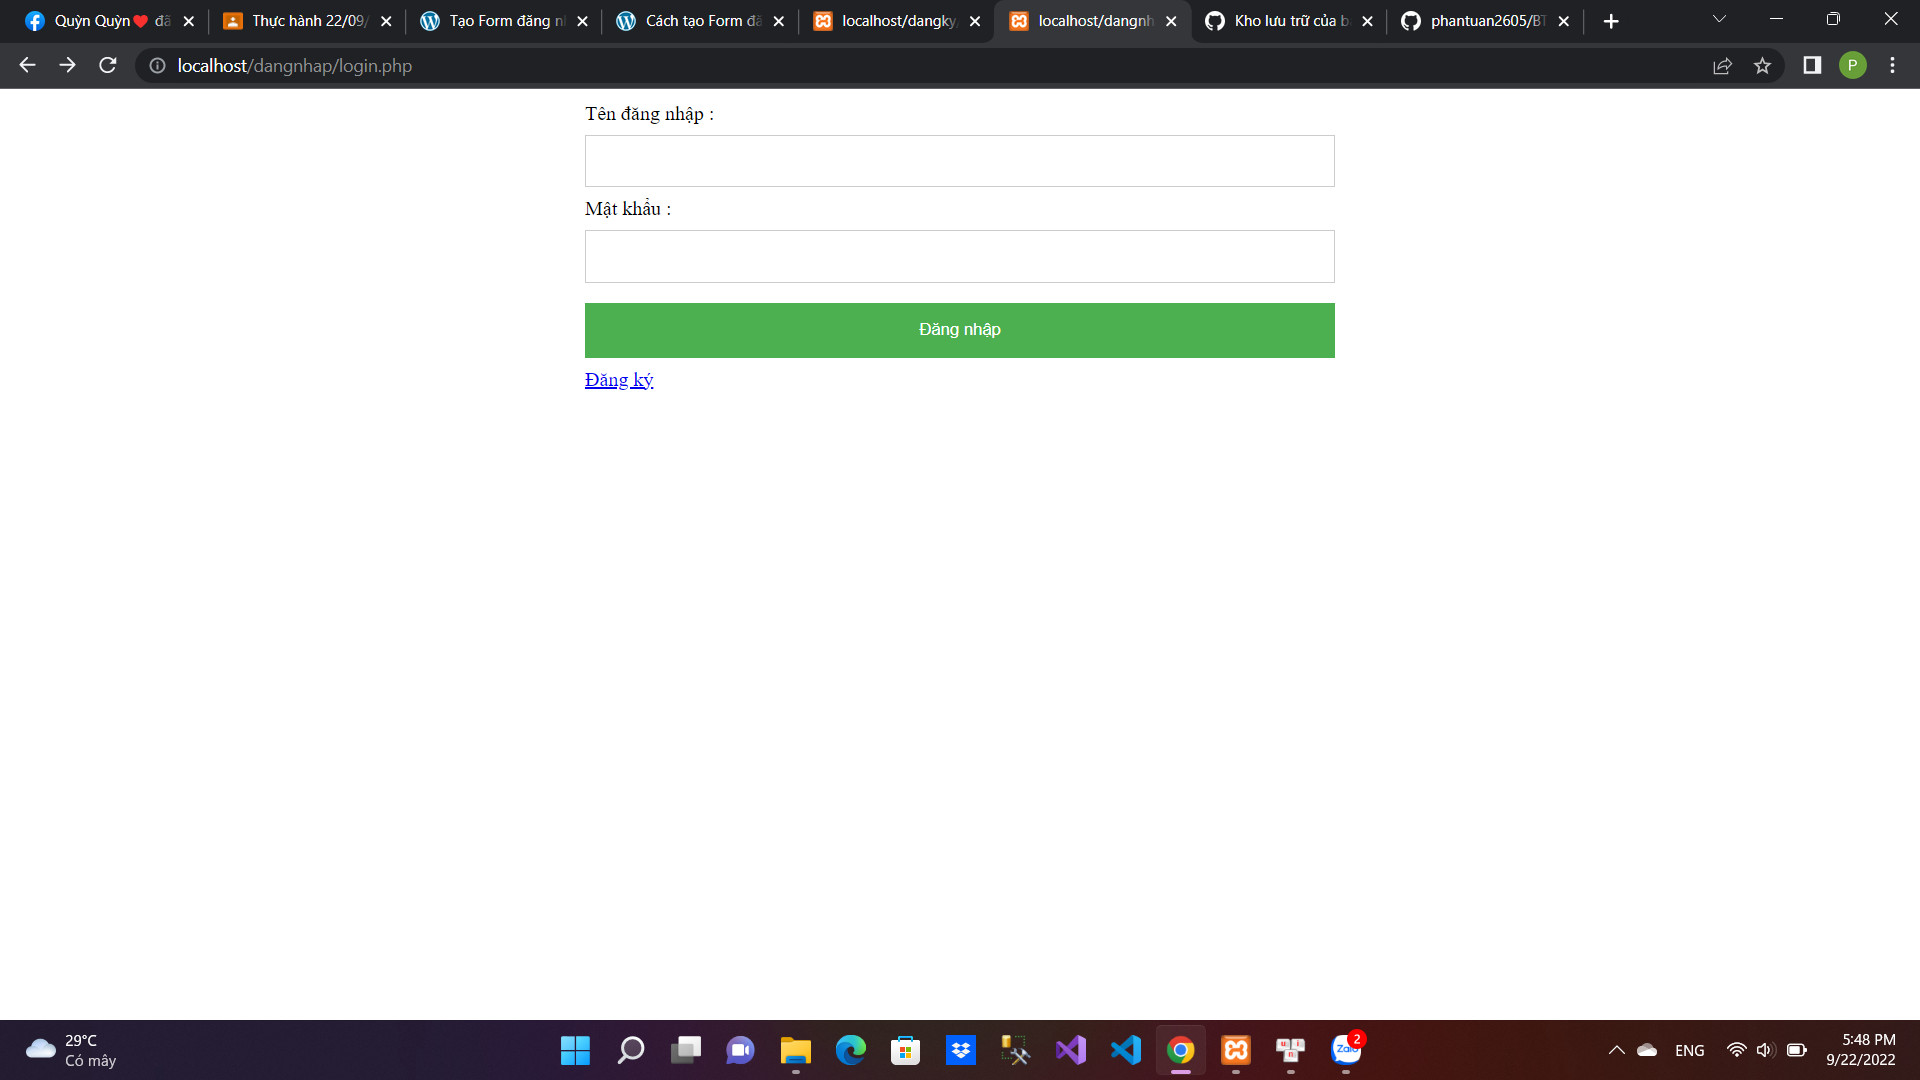 Quỳn Quỳn❤️ đã
Thực hành 22/09/
Tạo Form đăng n
Cách tạo Form đă
localhost/dangky
localhost/dangnh
Kho lưu trữ của b
phantuan2605/BT
localhost/dangnhap/login.php
P
Tên đăng nhập :
Mật khẩu :
Đăng nhập
Đăng ký
29°C
Có mây
Zalo
2
ENG
5:48 PM
9/22/2022